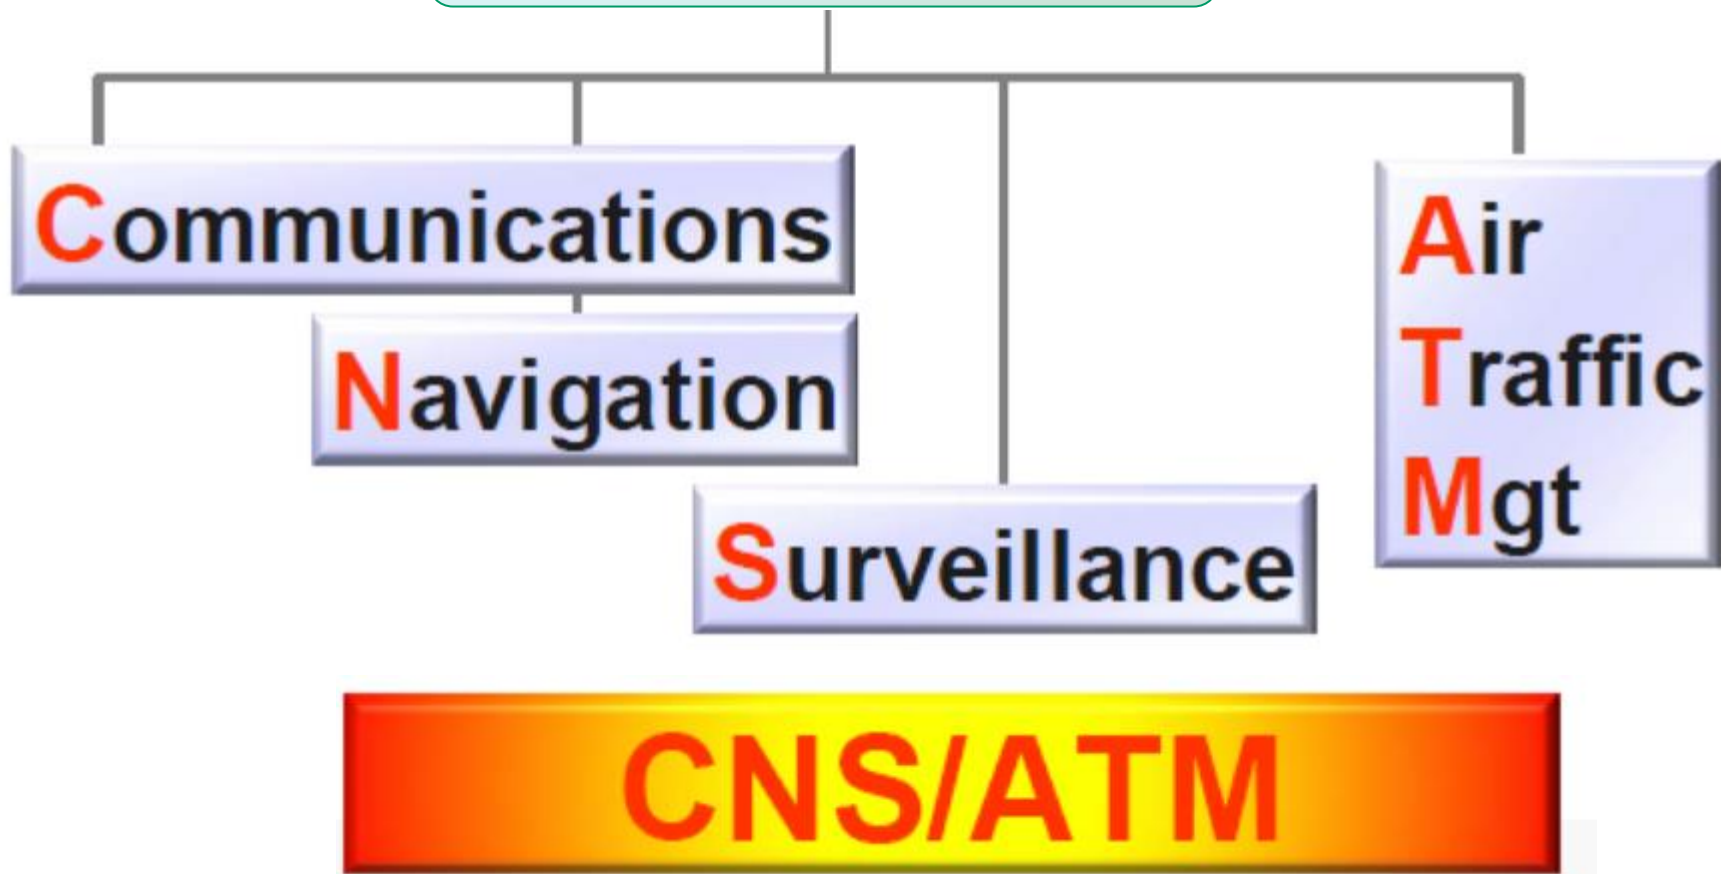 Communications
Navigation
Surveillance
Air
Traffic
Mgt
CNS/ATM